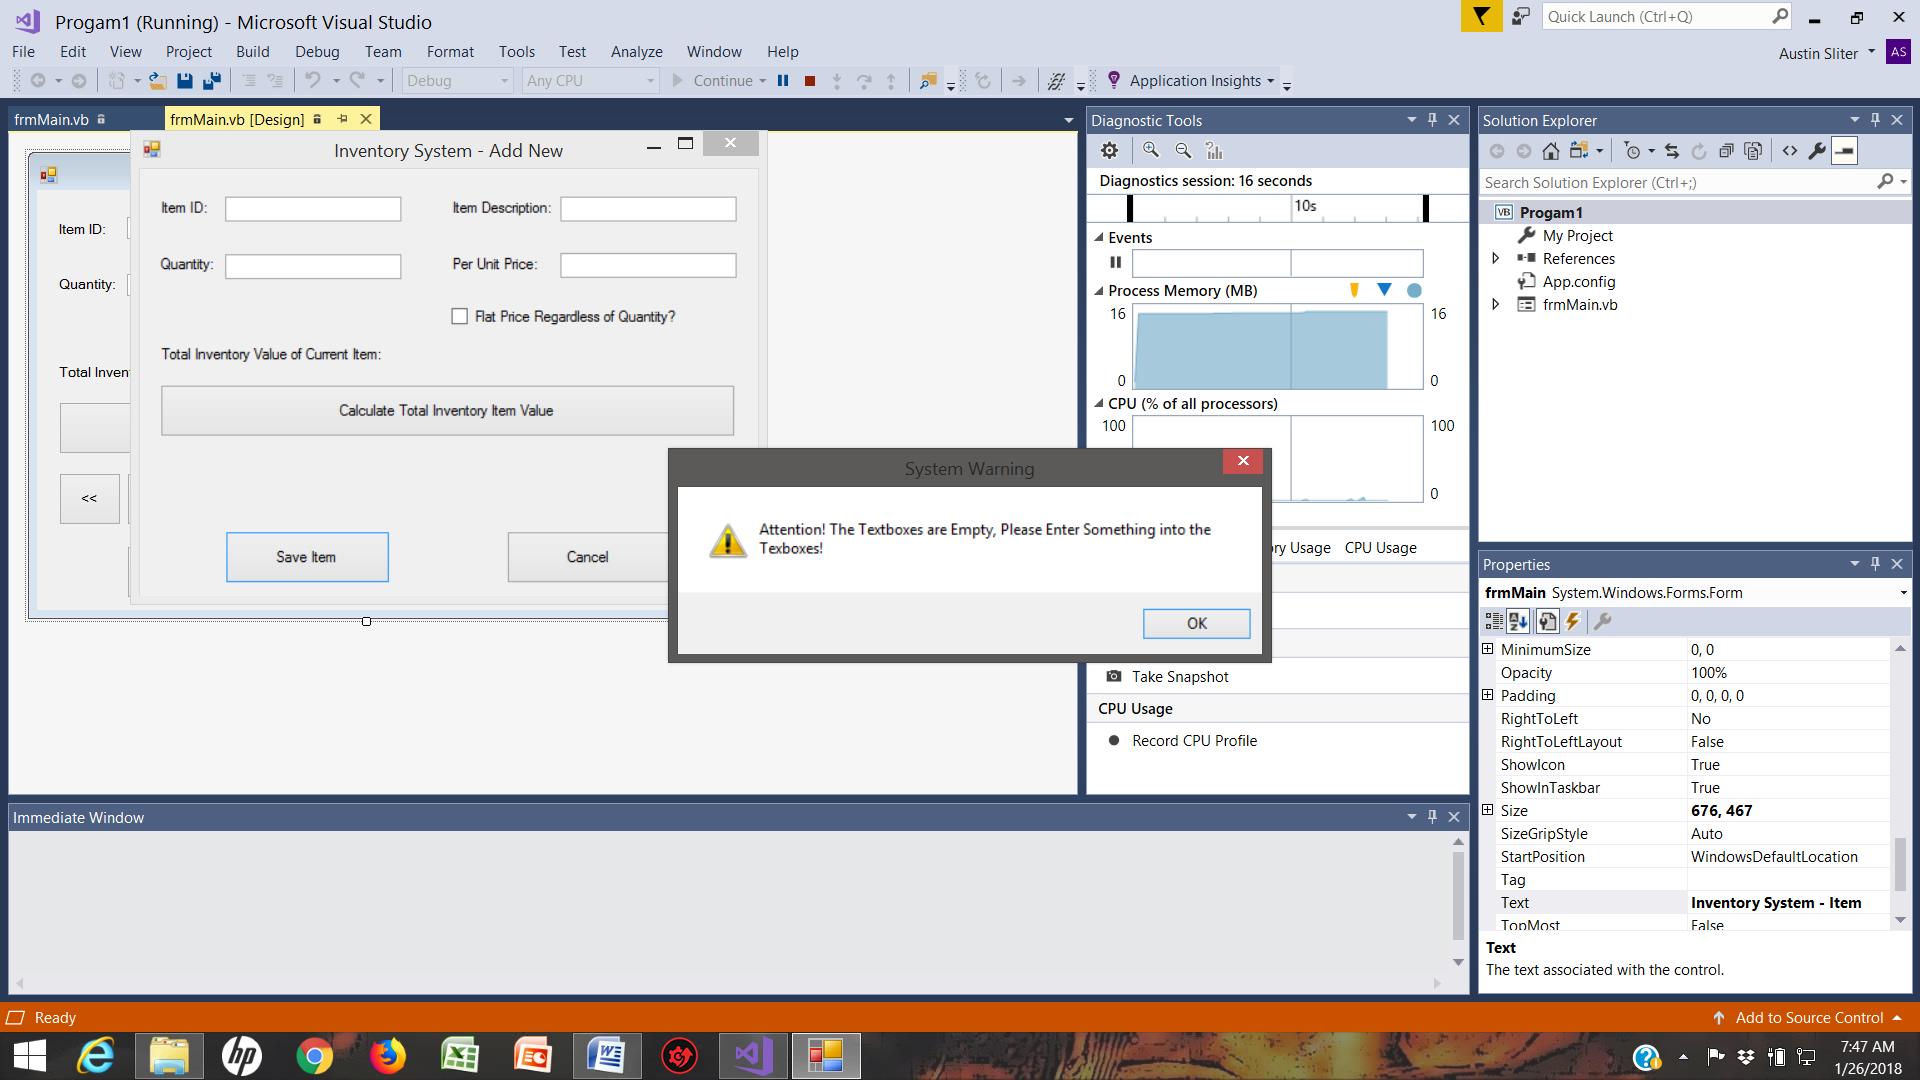 Progam1 (Running) - Microsoft Visual Studio
Quick Launch (Ctrl+Q)
File Edit View Project Build Debug Team Format Tools Test Analyze Window Help
Austin Sliter AS
Debug Any CPU Continue Application Insights
frmMain.vb frmMain.vb [Design]
Inventory System - Add New
Item ID: Item Description:
Quantity: Per Unit Price:
Flat Price Regardless of Quantity?
Total Inventory Value of Current Item:
Calculate Total Inventory Item Value
Save Item Cancel
Item ID:
Quantity:
Total Inven
<<
System Warning
Attention! The Textboxes are Empty, Please Enter Something into the
Texboxes!
OK
Diagnostic Tools
Diagnostics session: 16 seconds
10s
Events
Process Memory (MB)
16 16
0 0
CPU (% of all processors)
100 100
0
ry Usage CPU Usage
Take Snapshot
CPU Usage
Record CPU Profile
Solution Explorer
Search Solution Explorer (Ctrl+;)
VB Progam1
My Project
References
App.config
frmMain.vb
Properties
frmMain System.Windows.Forms.Form
MinimumSize 0, 0
Opacity 100%
Padding 0, 0, 0, 0
RightToLeft No
RightToLeftLayout False
ShowIcon True
ShowInTaskbar True
Size 676, 467
SizeGripStyle Auto
StartPosition WindowsDefaultLocation
Tag
Text Inventory System - Item
TopMost False
Text
The text associated with the control.
Immediate Window
Ready
Add to Source Control
7:47 AM
1/26/2018